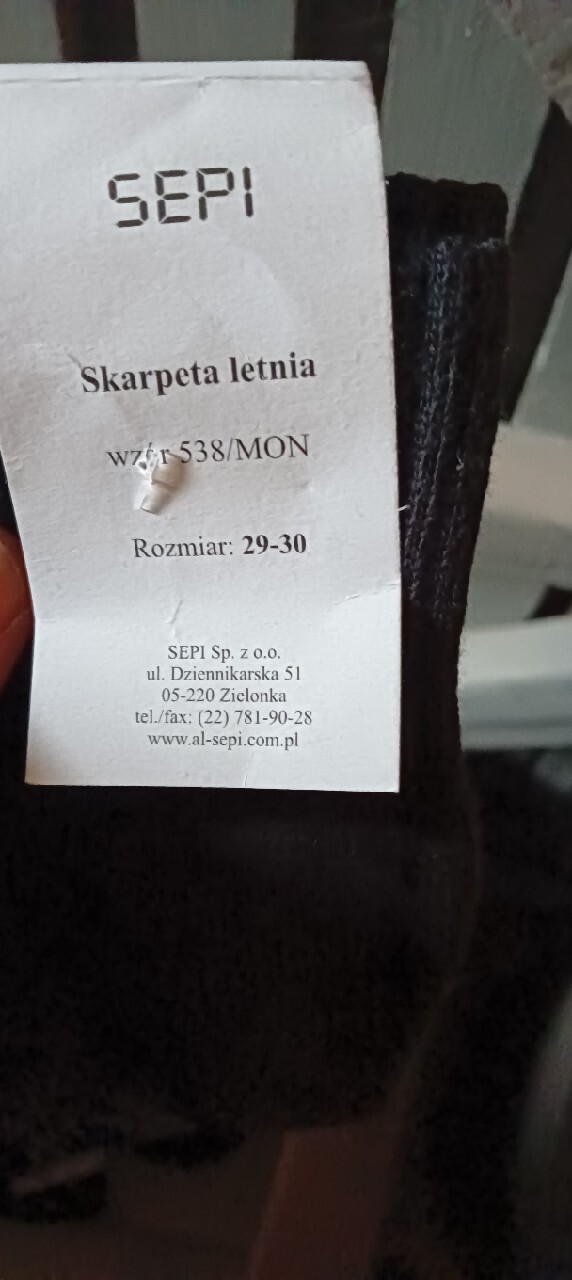 SEPI
Skarpeta letnia
wzór 538/MON
Rozmiar: 29-30
SEPI Sp. z o.o.
ul. Dziennikarska 51
05-220 Zielonka
tel./fax: (22) 781-90-28
www.al-sepi.com.pl